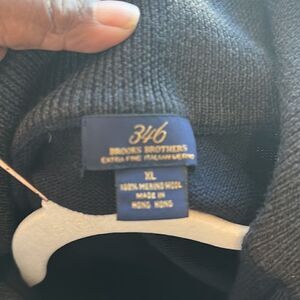 346
BROOKS BROTHERS
EXTRA FINE ITALIAN MERINO
XL
100% MERINO WOOL
MADE IN
HONG KONG